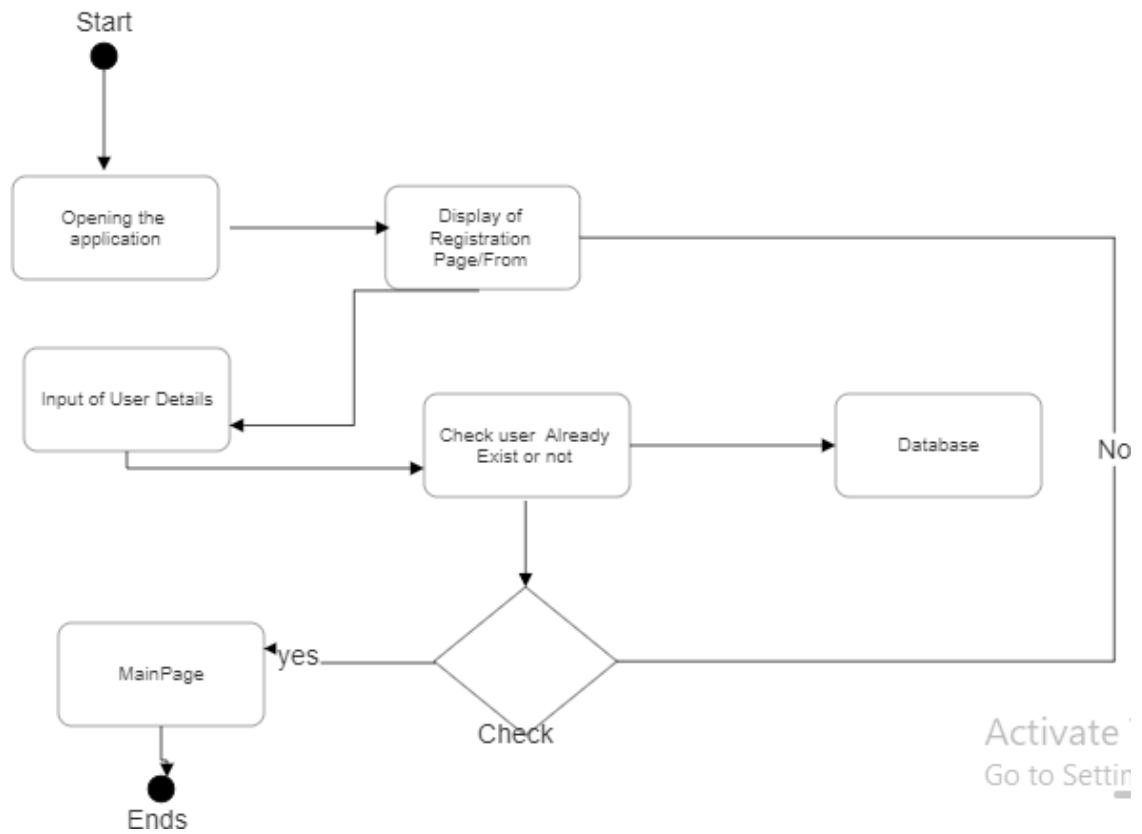 Start
Opening the
application
Display of
Registration
Page/From
Input of User Details
Check user Already
Exist or not
Database
No
yes
MainPage
Check
Ends
Activate
Go to Settin